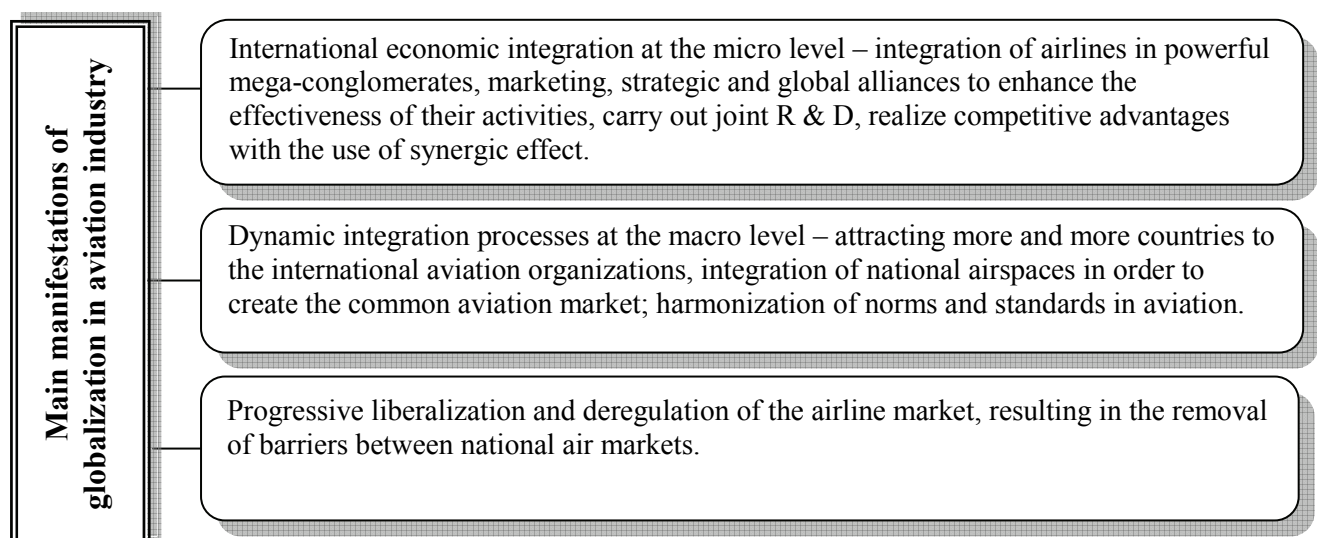 Main manifestations of
globalization in aviation industry
International economic integration at the micro level – integration of airlines in powerful
mega-conglomerates, marketing, strategic and global alliances to enhance the
effectiveness of their activities, carry out joint R & D, realize competitive advantages
with the use of synergic effect.
Dynamic integration processes at the macro level – attracting more and more countries to
the international aviation organizations, integration of national airspaces in order to
create the common aviation market; harmonization of norms and standards in aviation.
Progressive liberalization and deregulation of the airline market, resulting in the removal
of barriers between national air markets.